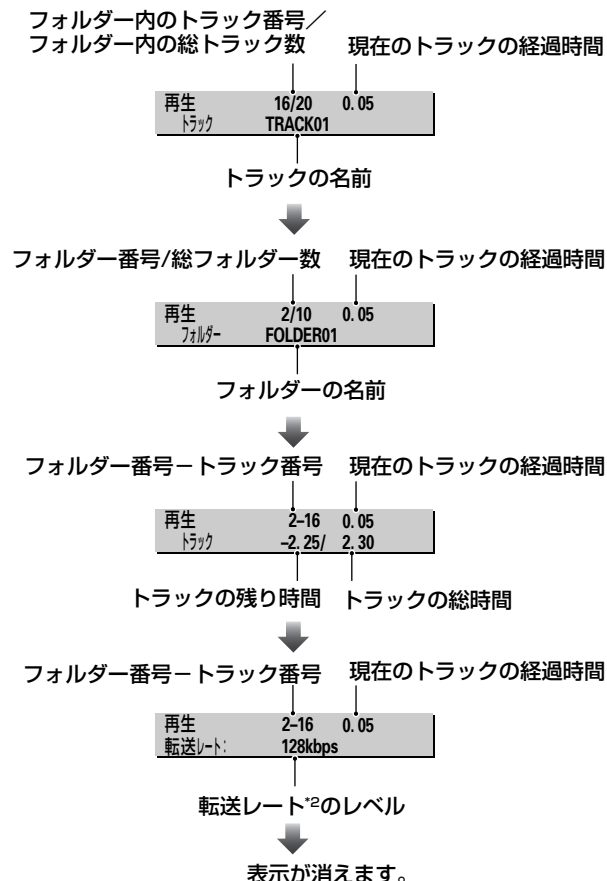 フォルダー内のトラック番号／
フォルダー内の総トラック数 現在のトラックの経過時間
再生 16/20 0. 05
トラック TRACK01
トラックの名前
フォルダー番号/総フォルダー数 現在のトラックの経過時間
再生 2/10 0. 05
フォルダー FOLDER01
フォルダーの名前
フォルダー番号−トラック番号 現在のトラックの経過時間
再生 2–16 0. 05
トラック –2. 25/ 2. 30
トラックの残り時間 トラックの総時間
フォルダー番号−トラック番号 現在のトラックの経過時間
再生 2–16 0. 05
転送レート: 128kbps
転送レート*2のレベル
表示が消えます。